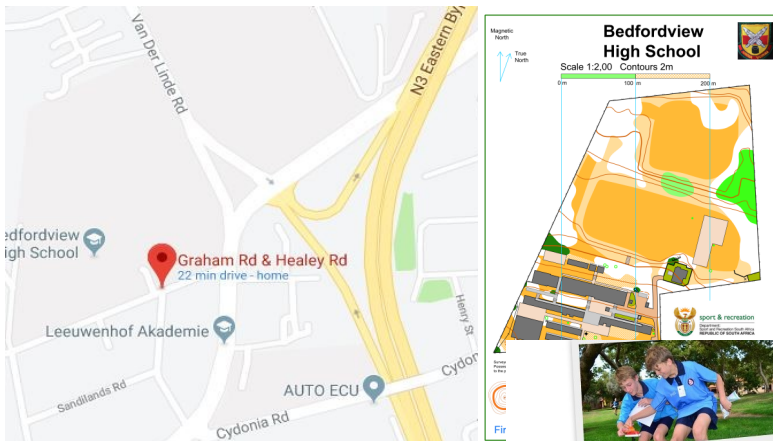 Van Der Linde Rd
N3 Eastern By
edfordview
igh School
Graham Rd & Healey Rd
22 min drive - home
Leeuwenhof Akademie
Henry St
AUTO ECU
Sandilands Rd
Cydonia Rd
Cydon
Magnetic
North
True
North
Bedfordview
High School
Scale 1:2,00 Contours 2m
0 m
100 m
200 m
sport & recreation
Department:
Sport and Recreation South Africa
REPUBLIC OF SOUTH AFRICA
Fir